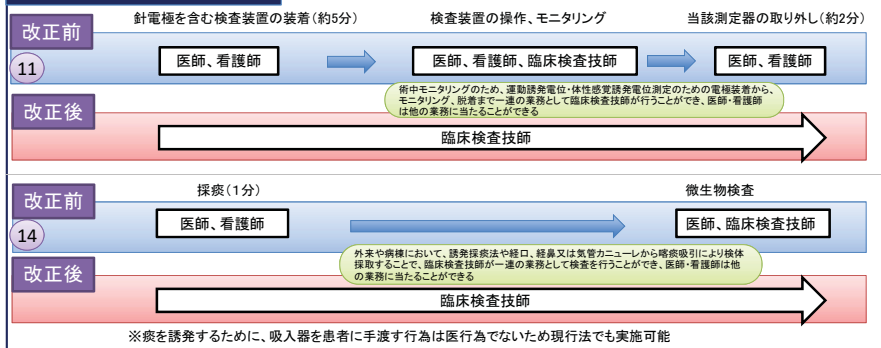 針電極を含む検査装置の装着(約5分)
検査装置の操作、モニタリング
当該測定器の取り外し(約2分)
改正前
11
医師、看護師
医師、看護師、臨床検査技師
医師、看護師
術中モニタリングのため、運動誘発電位・体性感覚誘発電位測定のための電極装着から、
モニタリング、脱着まで一連の業務として臨床検査技師が行うことができ、医師・看護師
は他の業務に当たることができる
改正後
臨床検査技師
採痰(1分)
微生物検査
改正前
14
医師、看護師
医師、臨床検査技師
外来や病棟において、誘発採痰法や経口、経鼻又は気管カニューレから喀痰吸引により検体
採取することで、臨床検査技師が一連の業務として検査を行うことができ、医師・看護師は他
の業務に当たることができる
改正後
臨床検査技師
※痰を誘発するために、吸入器を患者に手渡す行為は医行為でないため現行法でも実施可能